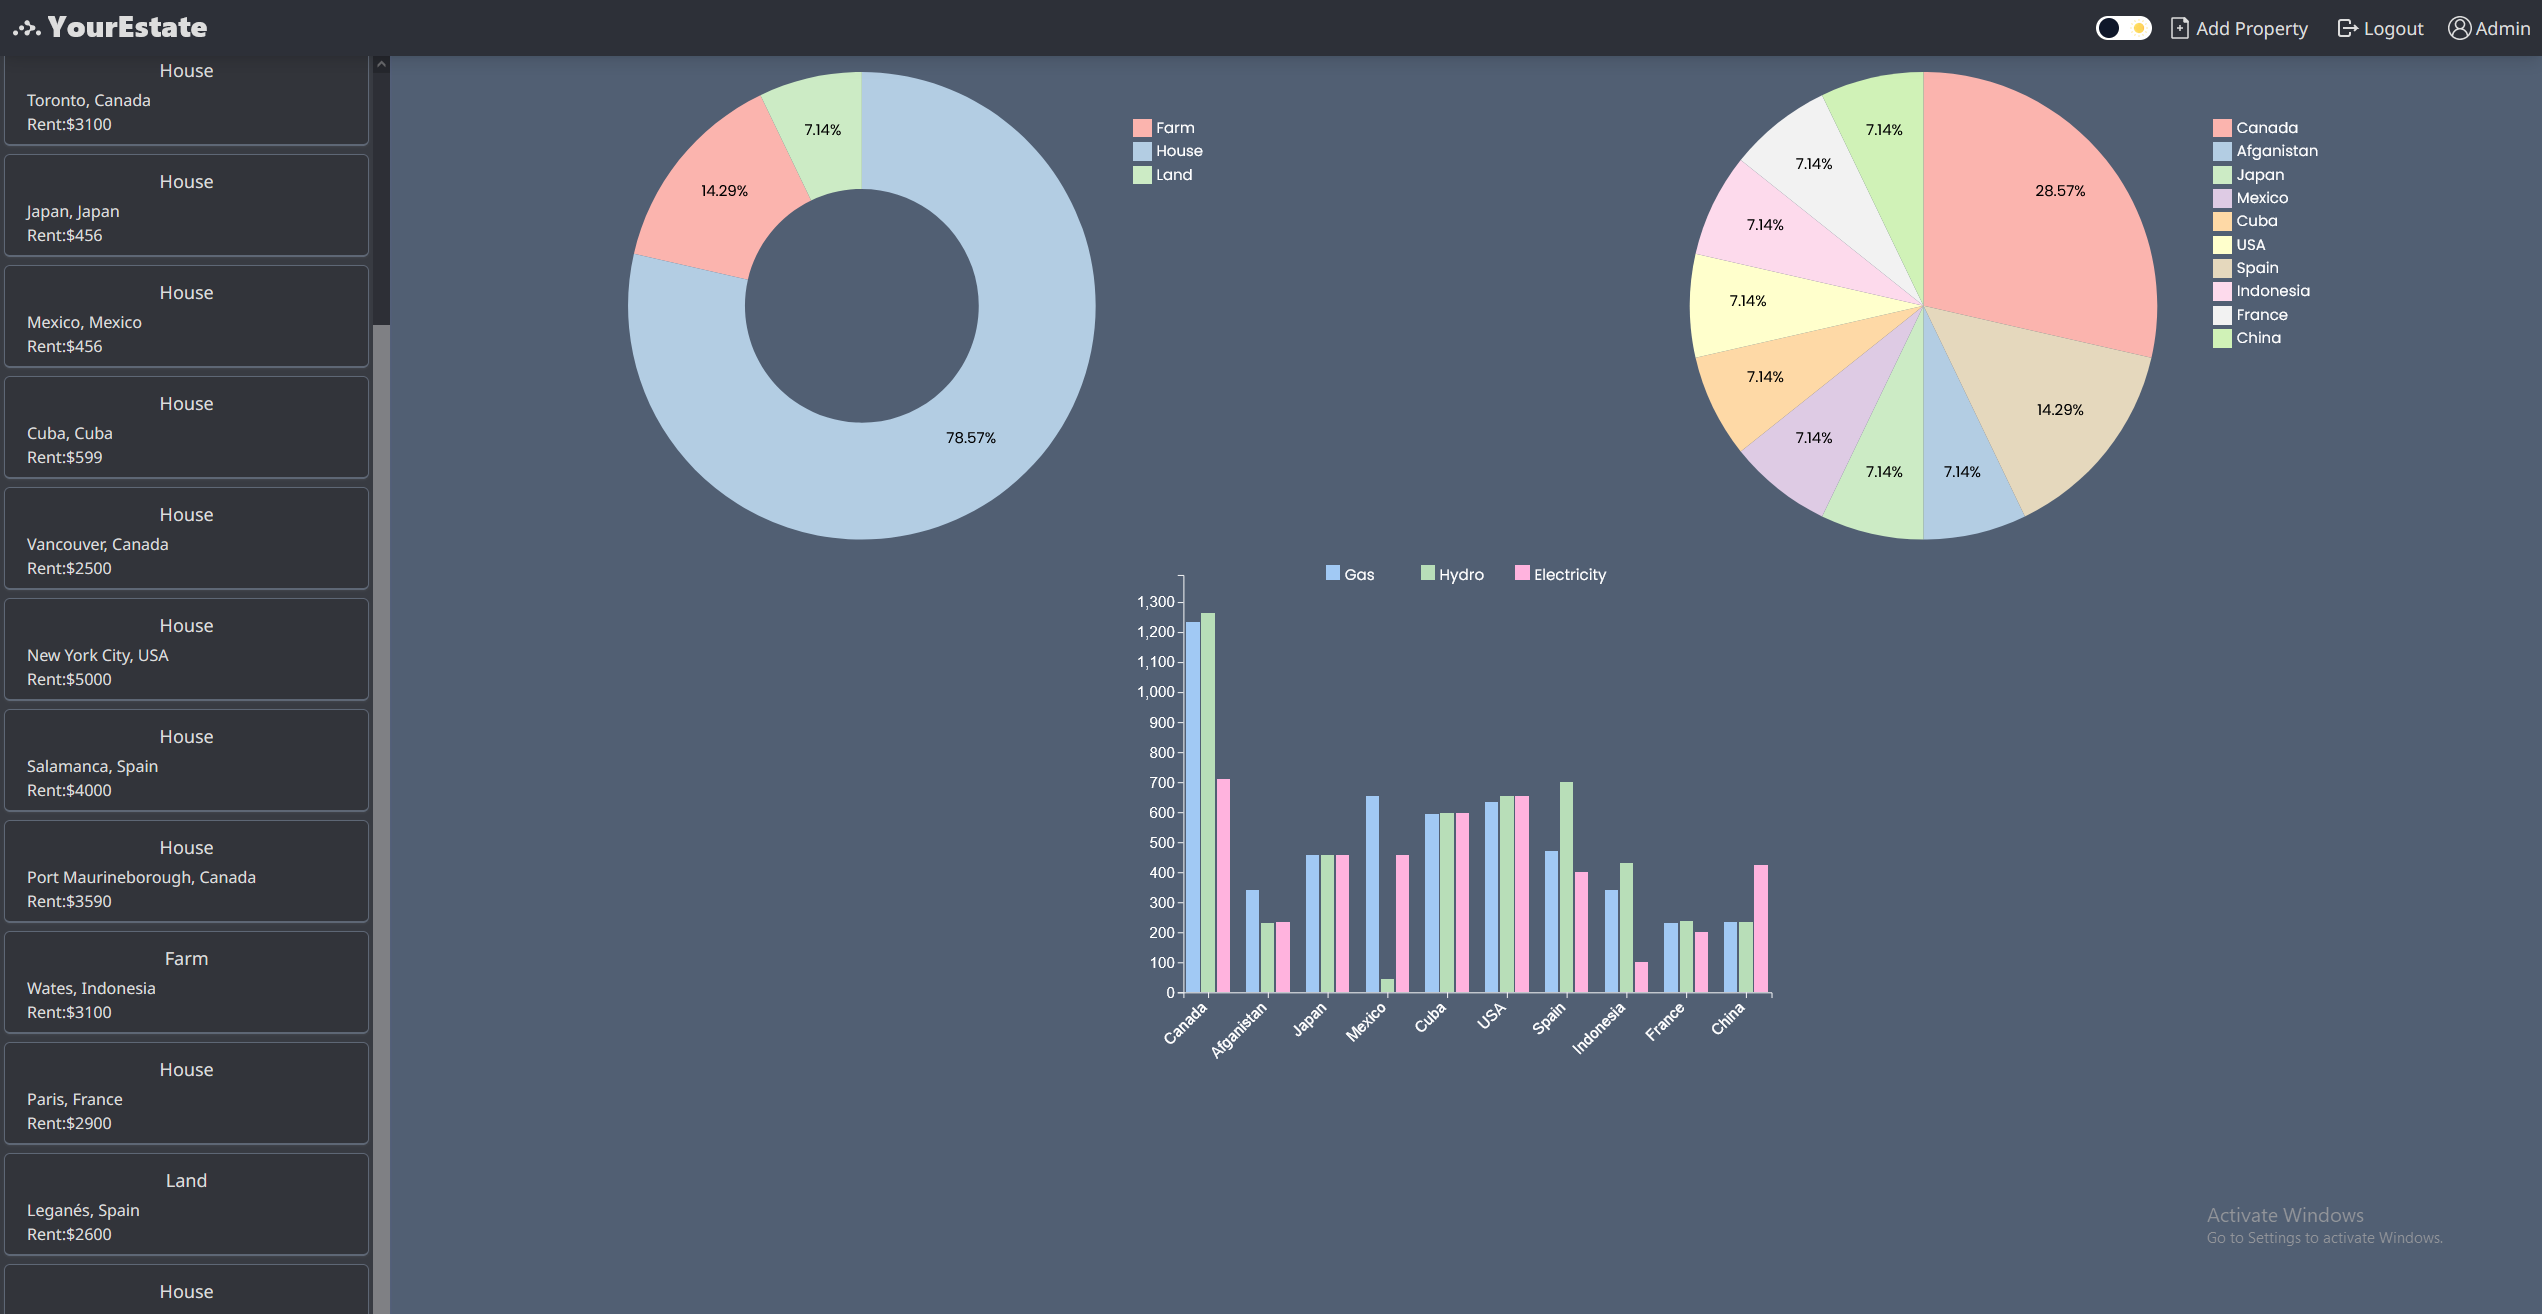 YourEstate
Add Property
Logout
Admin
House
Toronto, Canada
Rent:$3100
House
Japan, Japan
Rent:$456
House
Mexico, Mexico
Rent:$456
House
Cuba, Cuba
Rent:$599
House
Vancouver, Canada
Rent:$2500
House
New York City, USA
Rent:$5000
House
Salamanca, Spain
Rent:$4000
House
Port Maurineborough, Canada
Rent:$3590
Farm
Wates, Indonesia
Rent:$3100
House
Paris, France
Rent:$2900
Land
Leganés, Spain
Rent:$2600
House
7.14%
14.29%
78.57%
Farm
House
Land
7.14%
28.57%
7.14%
7.14%
7.14%
7.14%
14.29%
7.14%
7.14%
7.14%
Canada
Afganistan
Japan
Mexico
Cuba
USA
Spain
Indonesia
France
China
Gas
Hydro
Electricity
1,300
1,200
1,100
1,000
900
800
700
600
500
400
300
200
100
0
Canada
Afganistan
Japan
Mexico
Cuba
USA
Spain
Indonesia
France
China
Activate Windows
Go to Settings to activate Windows.